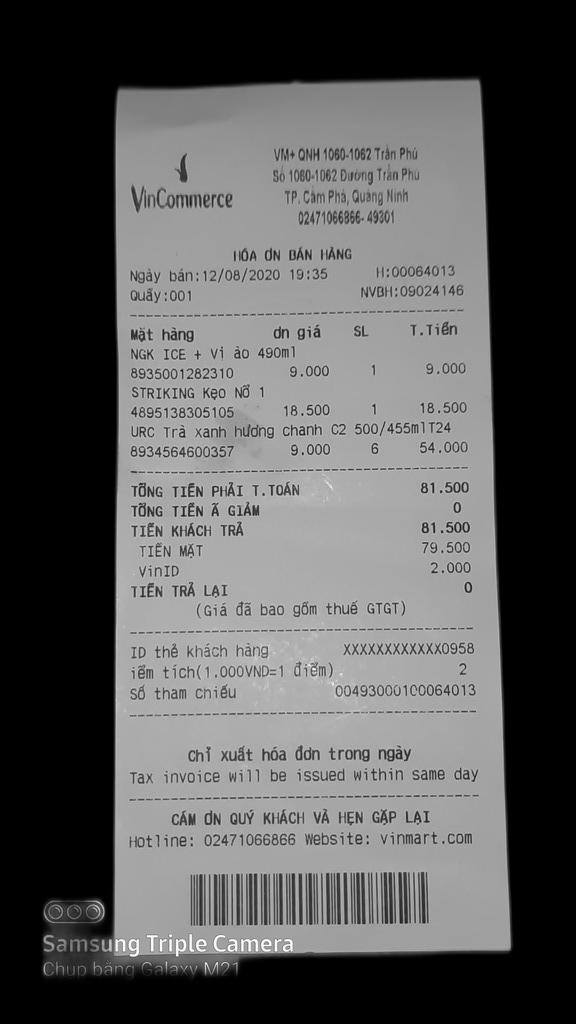 VinCommerce
VM+ QNH 1060-1062 Trần Phú
Số 1060-1062 Đường Trần Phú
TP. Cẩm Phả, Quảng Ninh
02471066866- 49301
HÓA ƠN BÁN HÀNG
Ngày bán:12/08/2020 19:35 H:00064013
Quầy:001 NVBH:09024146
Mặt hàng ơn giá SL T.Tiền
NGK ICE + Vị ào 490ml
8935001282310 9.000 1 9.000
STRIKING Kẹo Nổ 1
4895138305105 18.500 1 18.500
URC Trà xanh hương chanh C2 500/455mlT24
8934564600357 9.000 6 54.000
TỔNG TIỀN PHẢI T.TOÁN 81.500
TỔNG TIỀN Ã GIẢM 0
TIỀN KHÁCH TRẢ 81.500
TIỀN MẶT 79.500
VinID 2.000
TIỀN TRẢ LẠI 0
(Giá đã bao gồm thuế GTGT)
ID thẻ khách hàng XXXXXXXXXXXX0958
iểm tích(1.000VND=1 điểm) 2
Số tham chiếu 00493000100064013
Chỉ xuất hóa đơn trong ngày
Tax invoice will be issued within same day
CẢM ƠN QUÝ KHÁCH VÀ HẸN GẶP LẠI
Hotline: 02471066866 Website: vinmart.com
Samsung Triple Camera
Chụp bằng Galaxy M21